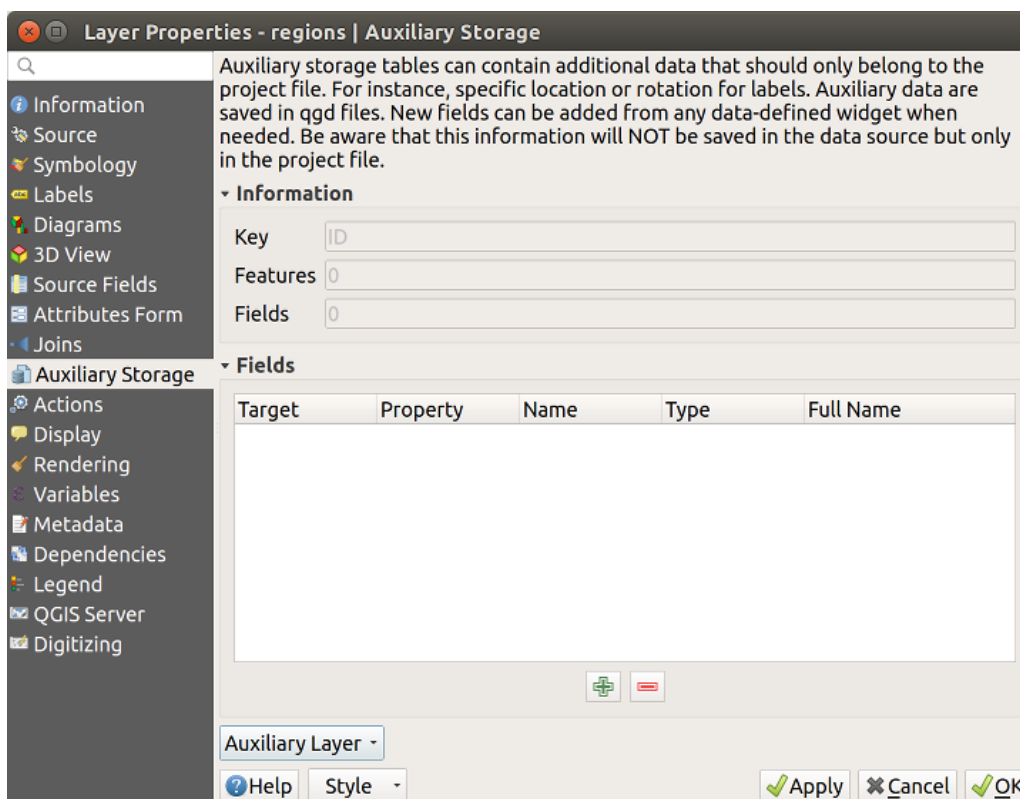 Layer Properties - regions | Auxiliary Storage
Information
Source
Symbology
Labels
Diagrams
3D View
Source Fields
Attributes Form
Joins
Auxiliary Storage
Actions
Display
Rendering
Variables
Metadata
Dependencies
Legend
QGIS Server
Digitizing
Auxiliary storage tables can contain additional data that should only belong to the
project file. For instance, specific location or rotation for labels. Auxiliary data are
saved in qgd files. New fields can be added from any data-defined widget when
needed. Be aware that this information will NOT be saved in the data source but only
in the project file.
Information
Key ID
Features 0
Fields 0
Fields
Target Property Name Type Full Name
Auxiliary Layer
Help Style Apply Cancel OK